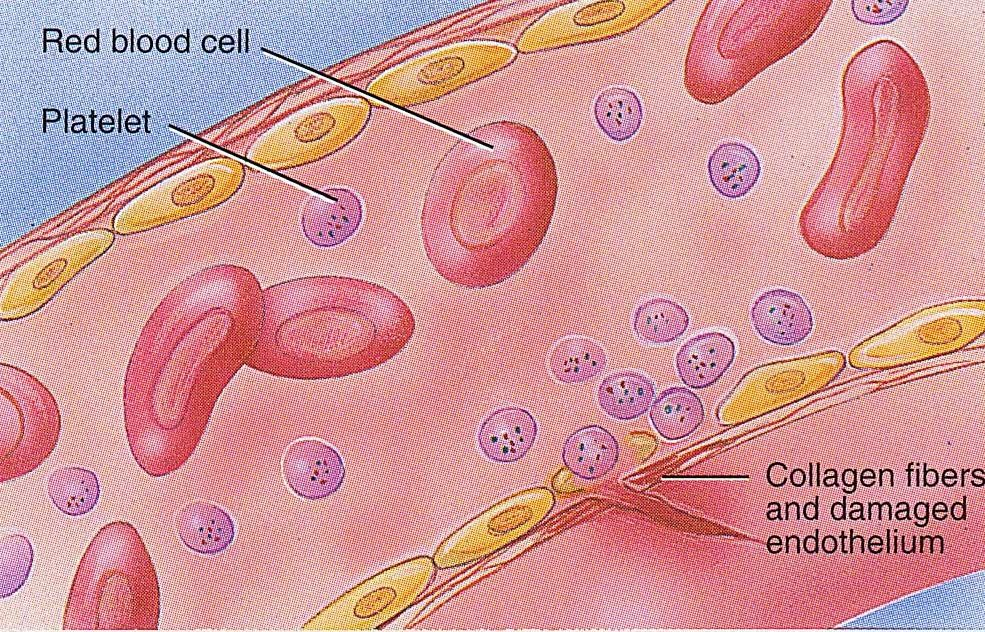 Red blood cell
Platelet
Collagen fibers
and damaged
endothelium